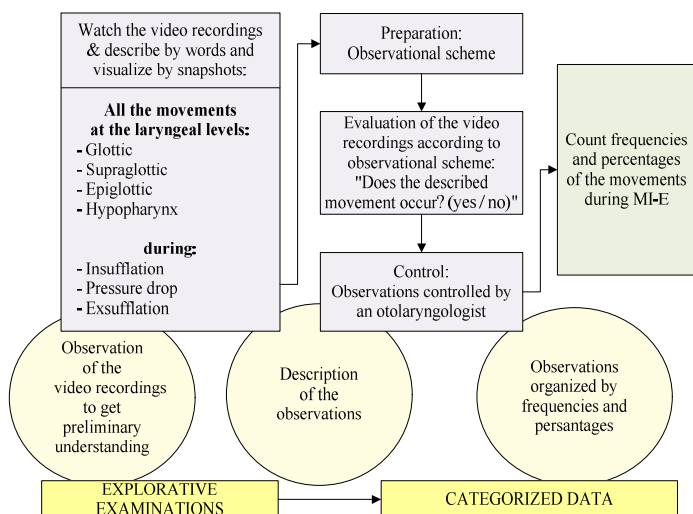 Watch the video recordings
& describe by words and
visualize by snapshots:
All the movements
at the laryngeal levels:
- Glottic
- Supraglottic
- Epiglottic
- Hypopharynx
during:
- Insufflation
- Pressure drop
- Exsufflation
Preparation:
Observational scheme
Evaluation of the video
recordings according to
observational scheme:
"Does the described
movement occur? (yes / no)"
Control:
Observations controlled by
an otolaryngologist
Count frequencies
and percentages
of the movements
during MI-E
Observation
of the
video recordings
to get
preliminary
understanding
Description
of the
observations
Observations
organized by
frequencies and
persantages
EXPLORATIVE
EXAMINATIONS
CATEGORIZED DATA